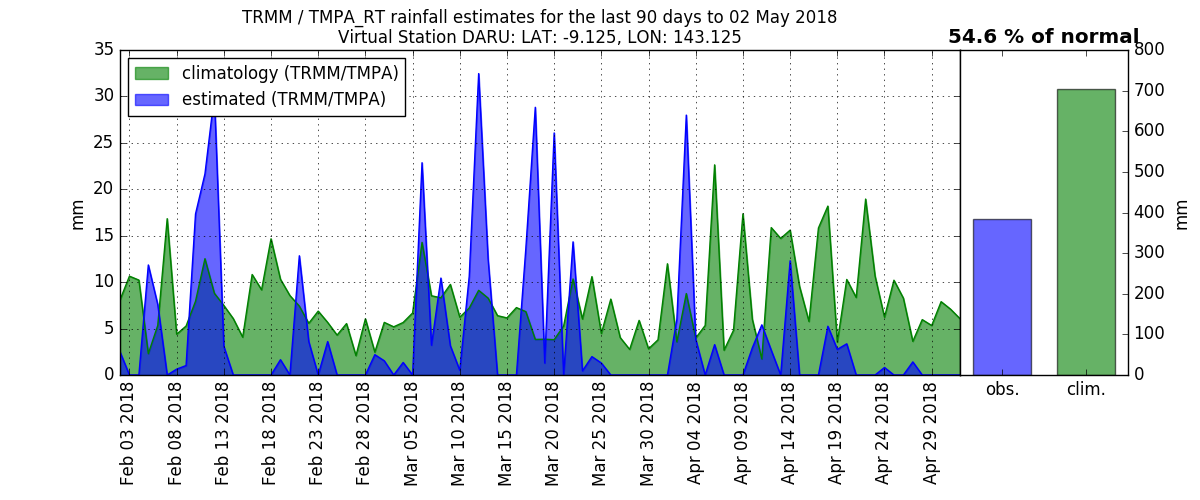 TRMM / TMPA_RT rainfall estimates for the last 90 days to 02 May 2018
Virtual Station DARU: LAT: -9.125, LON: 143.125
54.6 % of normal
climatology (TRMM/TMPA)
estimated (TRMM/TMPA)
35
30
25
20
15
10
5
0
mm
Feb 03 2018
Feb 08 2018
Feb 13 2018
Feb 18 2018
Feb 23 2018
Feb 28 2018
Mar 05 2018
Mar 10 2018
Mar 15 2018
Mar 20 2018
Mar 25 2018
Mar 30 2018
Apr 04 2018
Apr 09 2018
Apr 14 2018
Apr 19 2018
Apr 24 2018
Apr 29 2018
obs.
clim.
800
700
600
500
400
300
200
100
0
mm